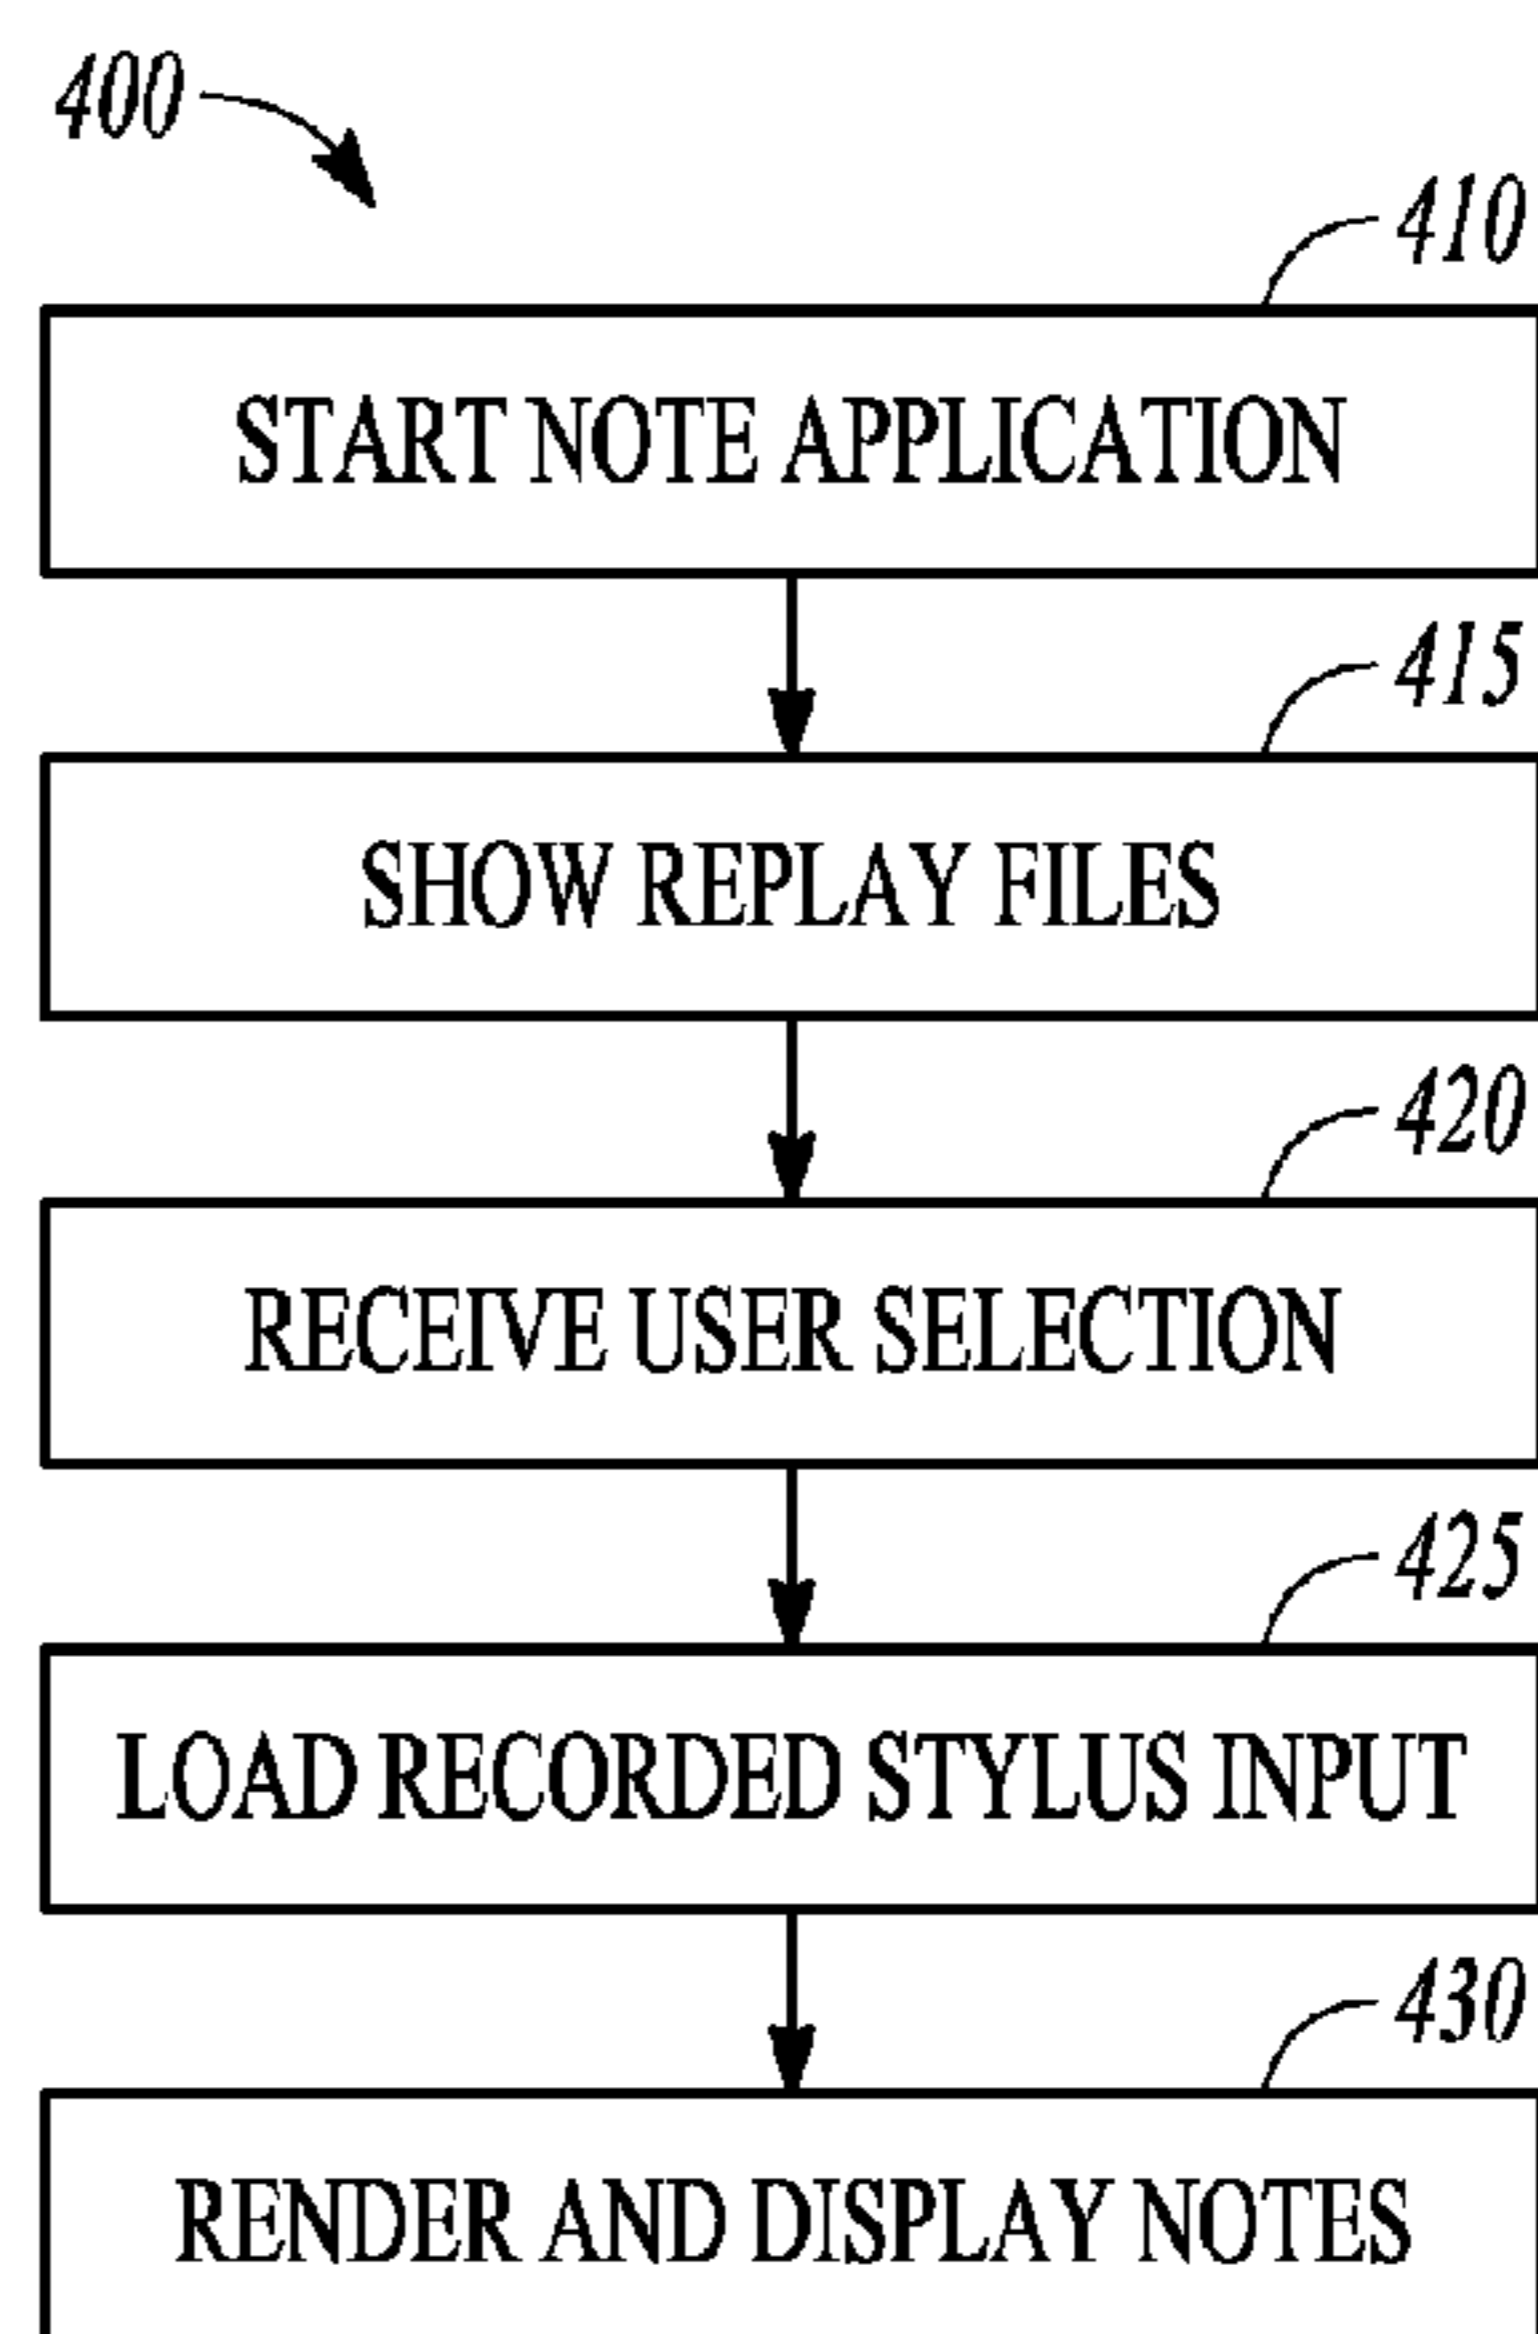 400
410
START NOTE APPLICATION
415
SHOW REPLAY FILES
420
RECEIVE USER SELECTION
425
LOAD RECORDED STYLUS INPUT
430
RENDER AND DISPLAY NOTES